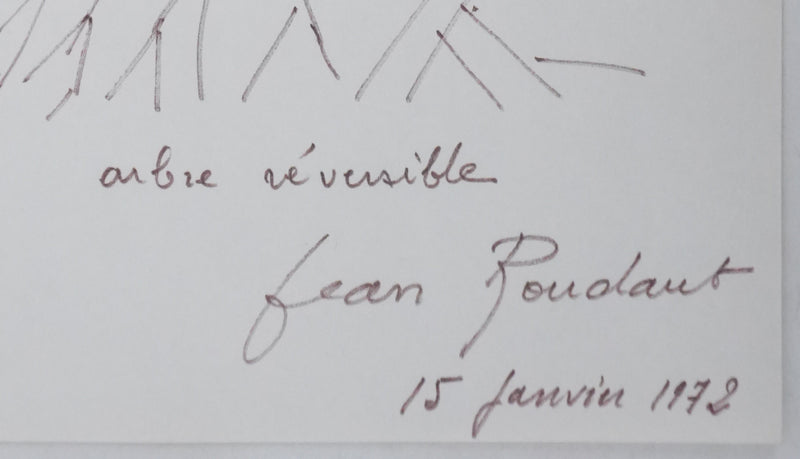 arbre réversible
Jean Roudaut
15 janvier 1972